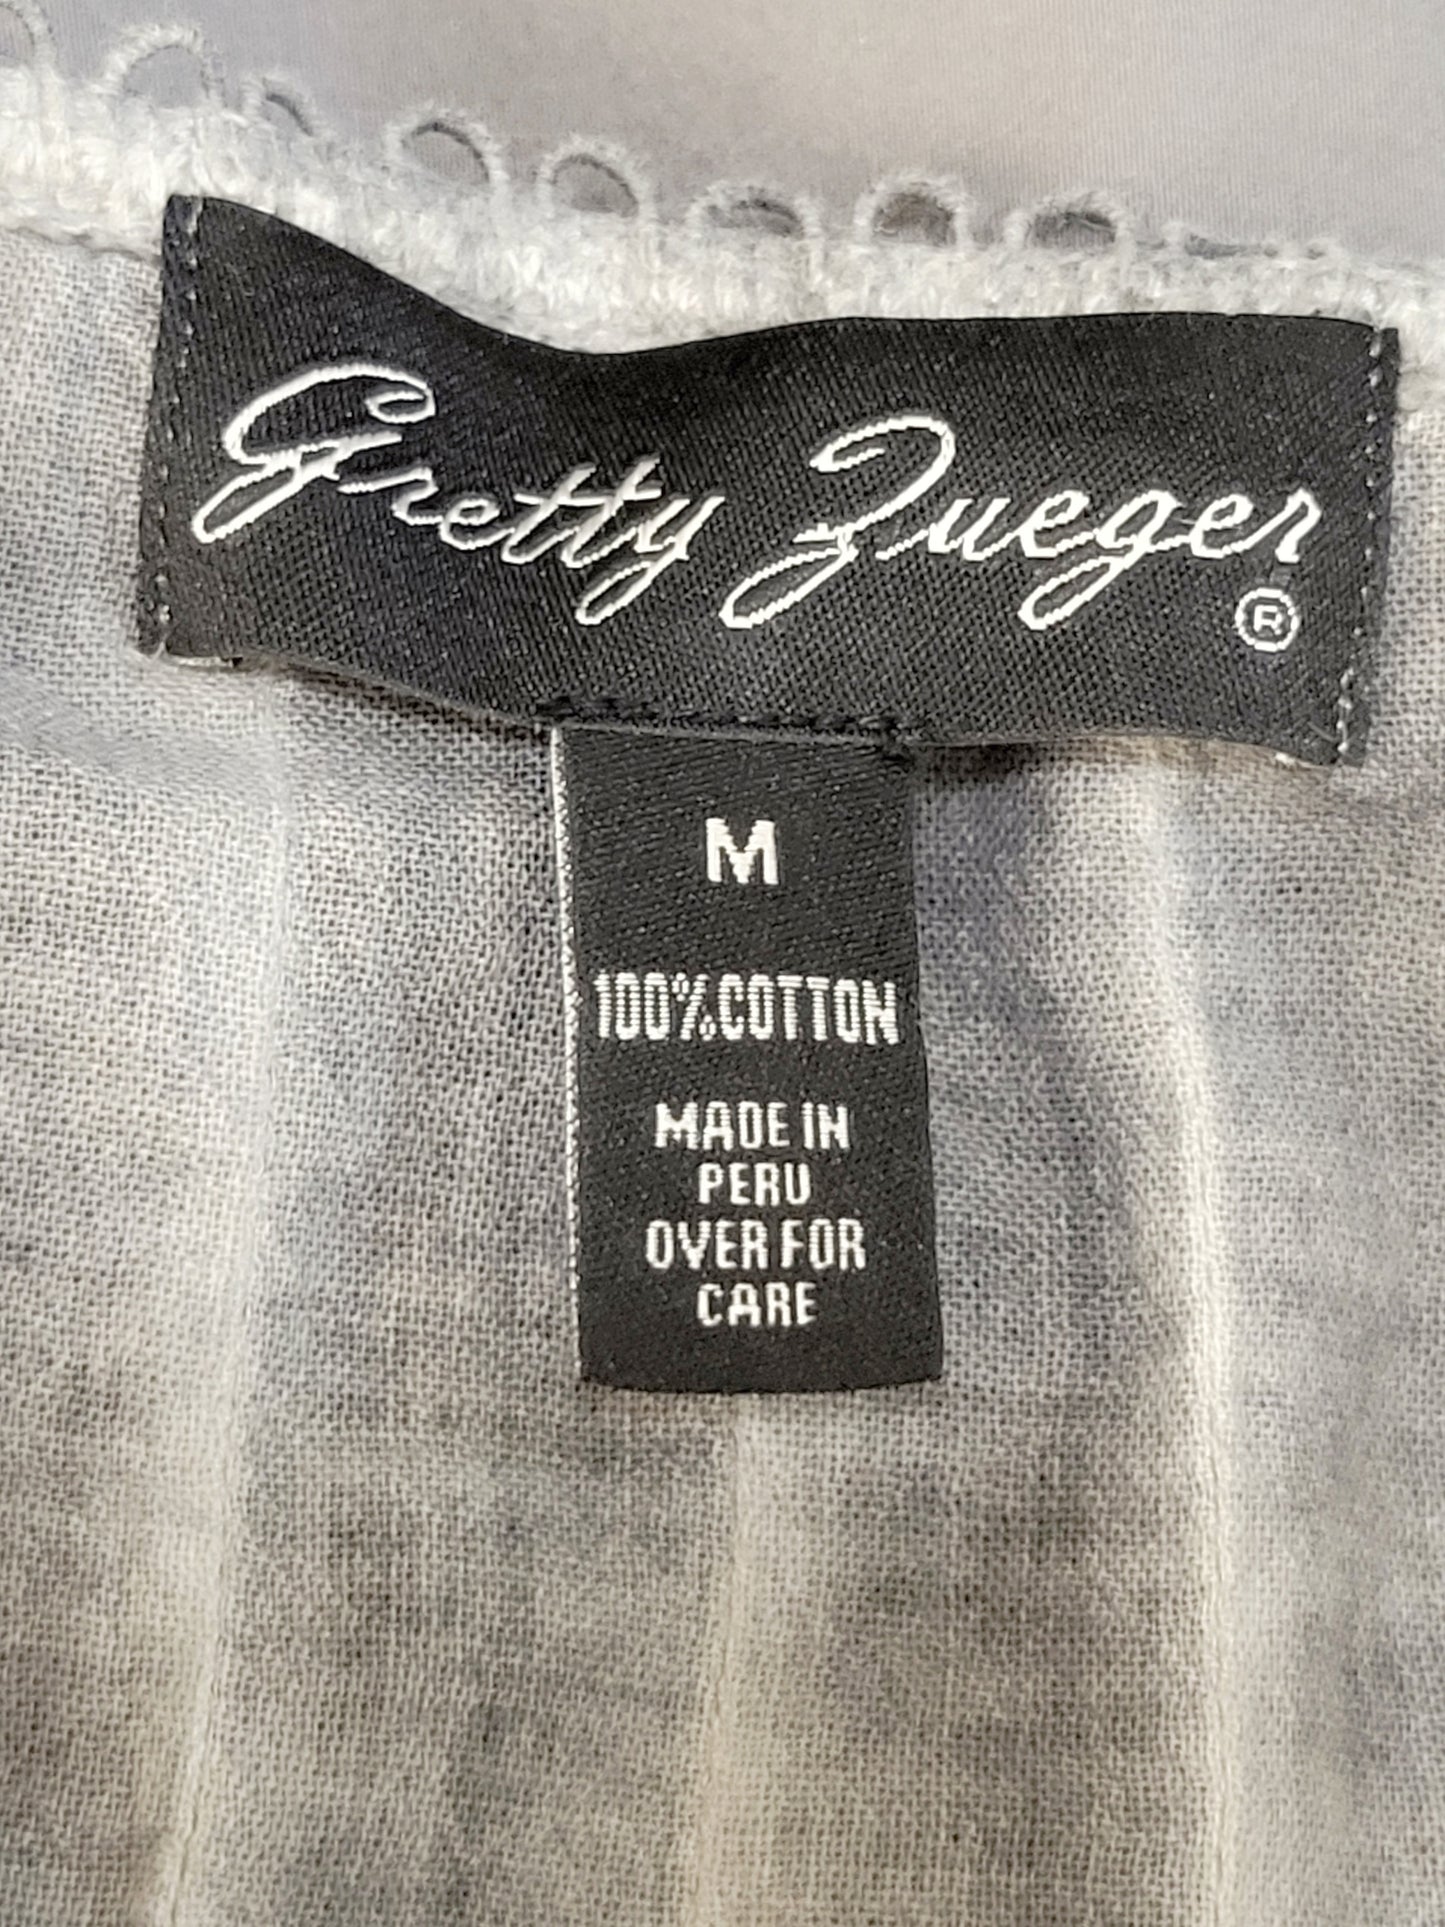 Gretty Zueger
®
M
100% COTTON
MADE IN
PERU
OVER FOR
CARE